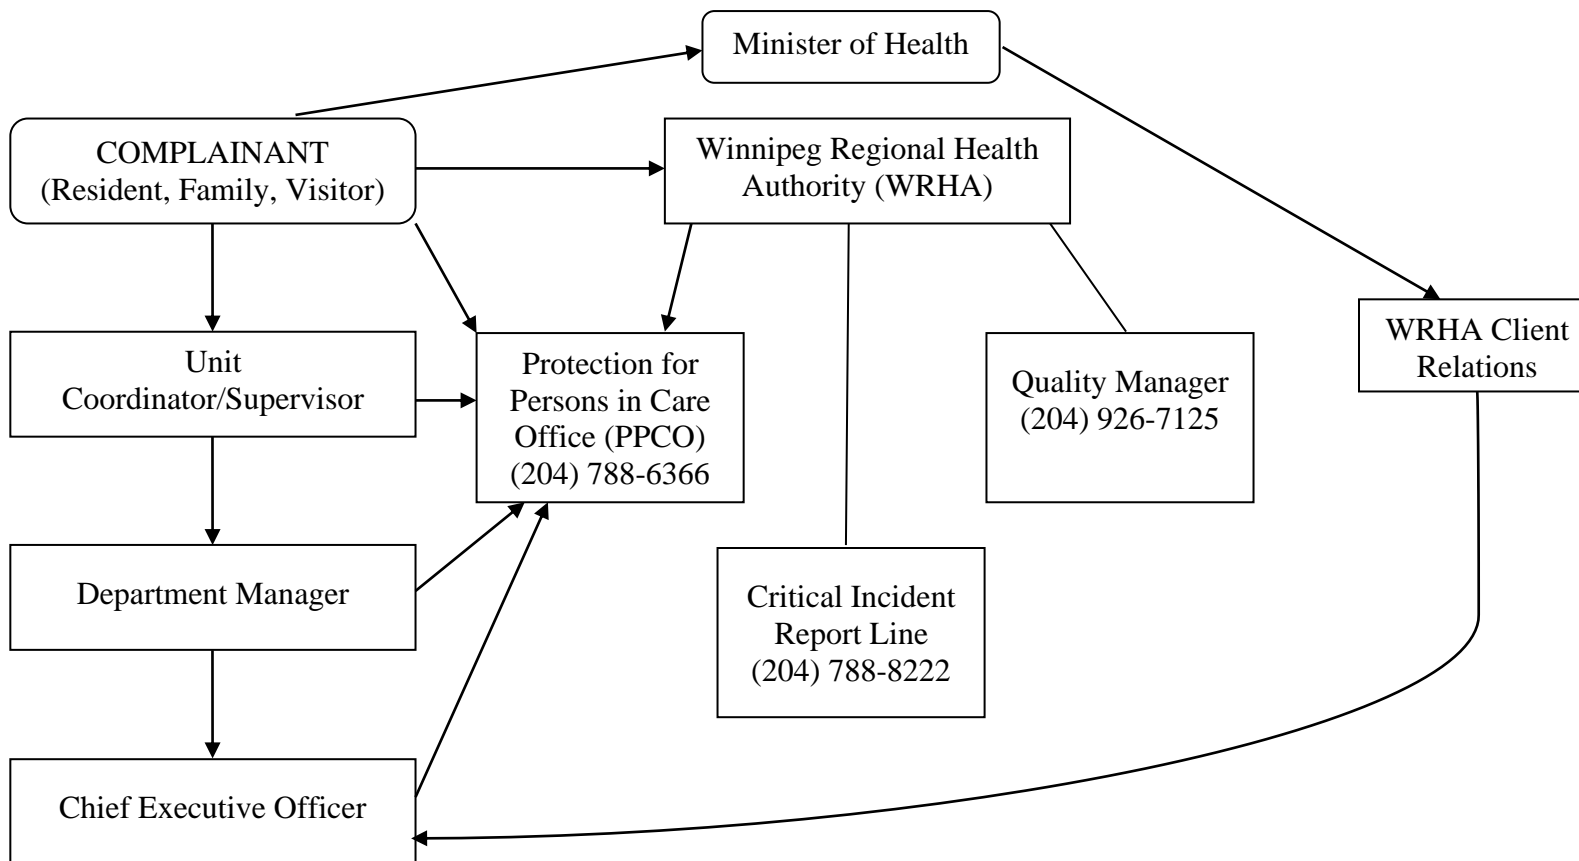 Minister of Health
COMPLAINANT
(Resident, Family, Visitor)
Winnipeg Regional Health
Authority (WRHA)
Unit
Coordinator/Supervisor
Protection for
Persons in Care
Office (PPCO)
(204) 788-6366
Quality Manager
(204) 926-7125
WRHA Client
Relations
Department Manager
Critical Incident
Report Line
(204) 788-8222
Chief Executive Officer